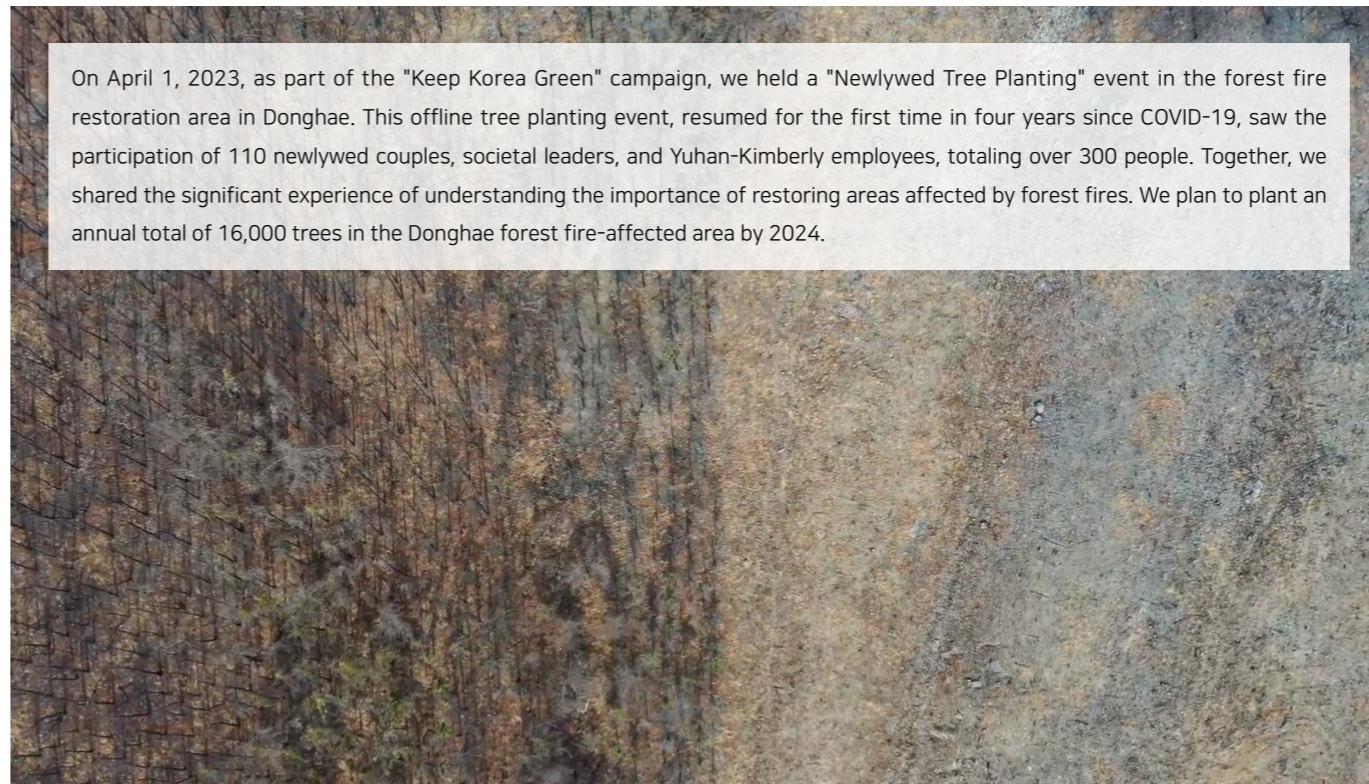 On April 1, 2023, as part of the "Keep Korea Green" campaign, we held a "Newlywed Tree Planting" event in the forest fire
restoration area in Donghae. This offline tree planting event, resumed for the first time in four years since COVID-19, saw the
participation of 110 newlywed couples, societal leaders, and Yuhan-Kimberly employees, totaling over 300 people. Together, we
shared the significant experience of understanding the importance of restoring areas affected by forest fires. We plan to plant an
annual total of 16,000 trees in the Donghae forest fire-affected area by 2024.